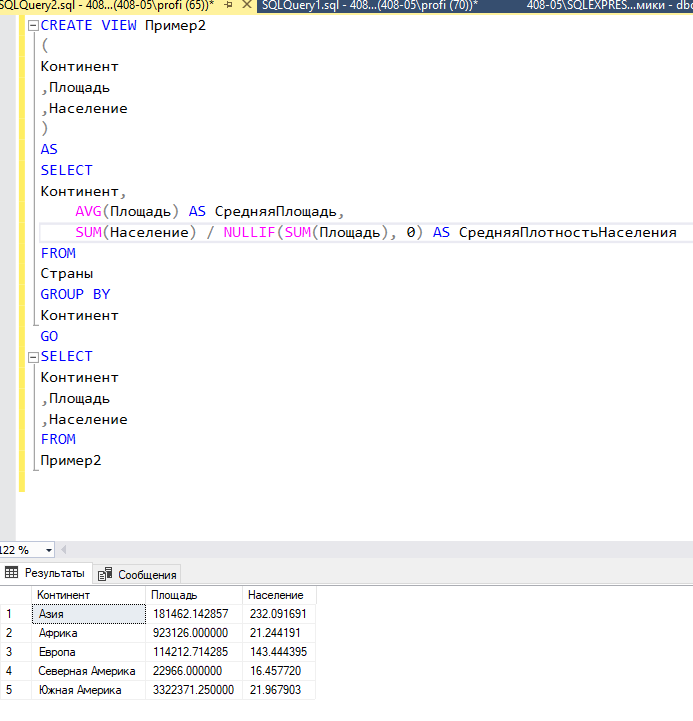 SQLQuery2.sql - 408...(408-05\profi (65))* SQLQuery1.sql - 408...(408-05\profi (70))* 408-05\SQLEXPRES...мики - dbo
CREATE VIEW Пример2
(
Континент
,Площадь
,Население
)
AS
SELECT
Континент,
AVG(Площадь) AS СредняяПлощадь,
SUM(Население) / NULLIF(SUM(Площадь), 0) AS СредняяПлотностьНаселения
FROM
Страны
GROUP BY
Континент
GO
SELECT
Континент
,Площадь
,Население
FROM
Пример2
122 %
Результаты Сообщения
Континент Площадь Население
1 Азия 181462.142857 232.091691
2 Африка 923126.000000 21.244191
3 Европа 114212.714285 143.444395
4 Северная Америка 22966.000000 16.457720
5 Южная Америка 3322371.250000 21.967903